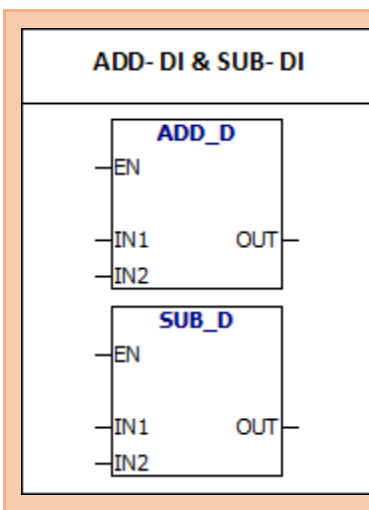 ADD- DI & SUB- DI
ADD_D
EN
IN1 OUT
IN2
SUB_D
EN
IN1 OUT
IN2